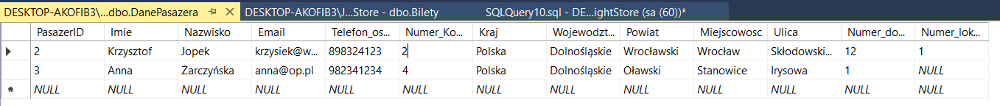 DESKTOP-AKOFIB3\...dbo.DanePasazera DESKTOP-AKOFIB3\J...Store - dbo.Bilety SQLQuery10.sql - DE...ightStore (sa (60))*
PasazerID Imie Nazwisko Email Telefon_os... Numer_Ko... Kraj Wojewodzt... Powiat Miejscowosc Ulica Numer_do... Numer_lok...
2 Krzysztof Jopek krzysiek@w... 898324123 2 Polska Dolnośląskie Wrocławski Wrocław Skłodowski... 12 1
3 Anna Żarczyńska anna@op.pl 982341234 4 Polska Dolnośląskie Oławski Stanowice Irysowa 1 NULL
NULL NULL NULL NULL NULL NULL NULL NULL NULL NULL NULL NULL NULL